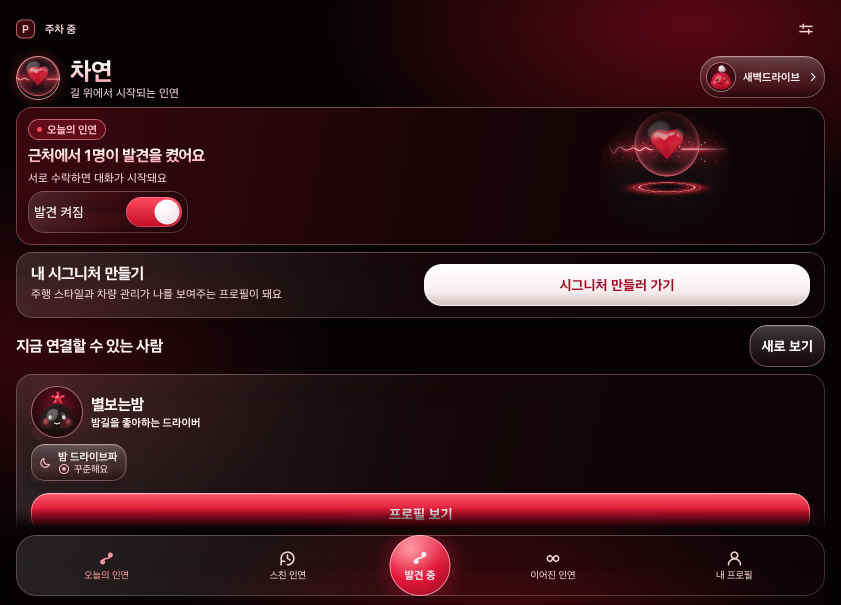 P 주차 중
차연
길 위에서 시작되는 인연
새벽드라이브
오늘의 인연
근처에서 1명이 발견을 켰어요
서로 수락하면 대화가 시작돼요
발견 켜짐
내 시그니처 만들기
주행 스타일과 차량 관리가 나를 보여주는 프로필이 돼요
시그니처 만들러 가기
지금 연결할 수 있는 사람
새로 보기
별보는밤
밤길을 좋아하는 드라이버
밤 드라이브파
꾸준해요
프로필 보기
오늘의 인연
스친 인연
발견 중
이어진 인연
내 프로필